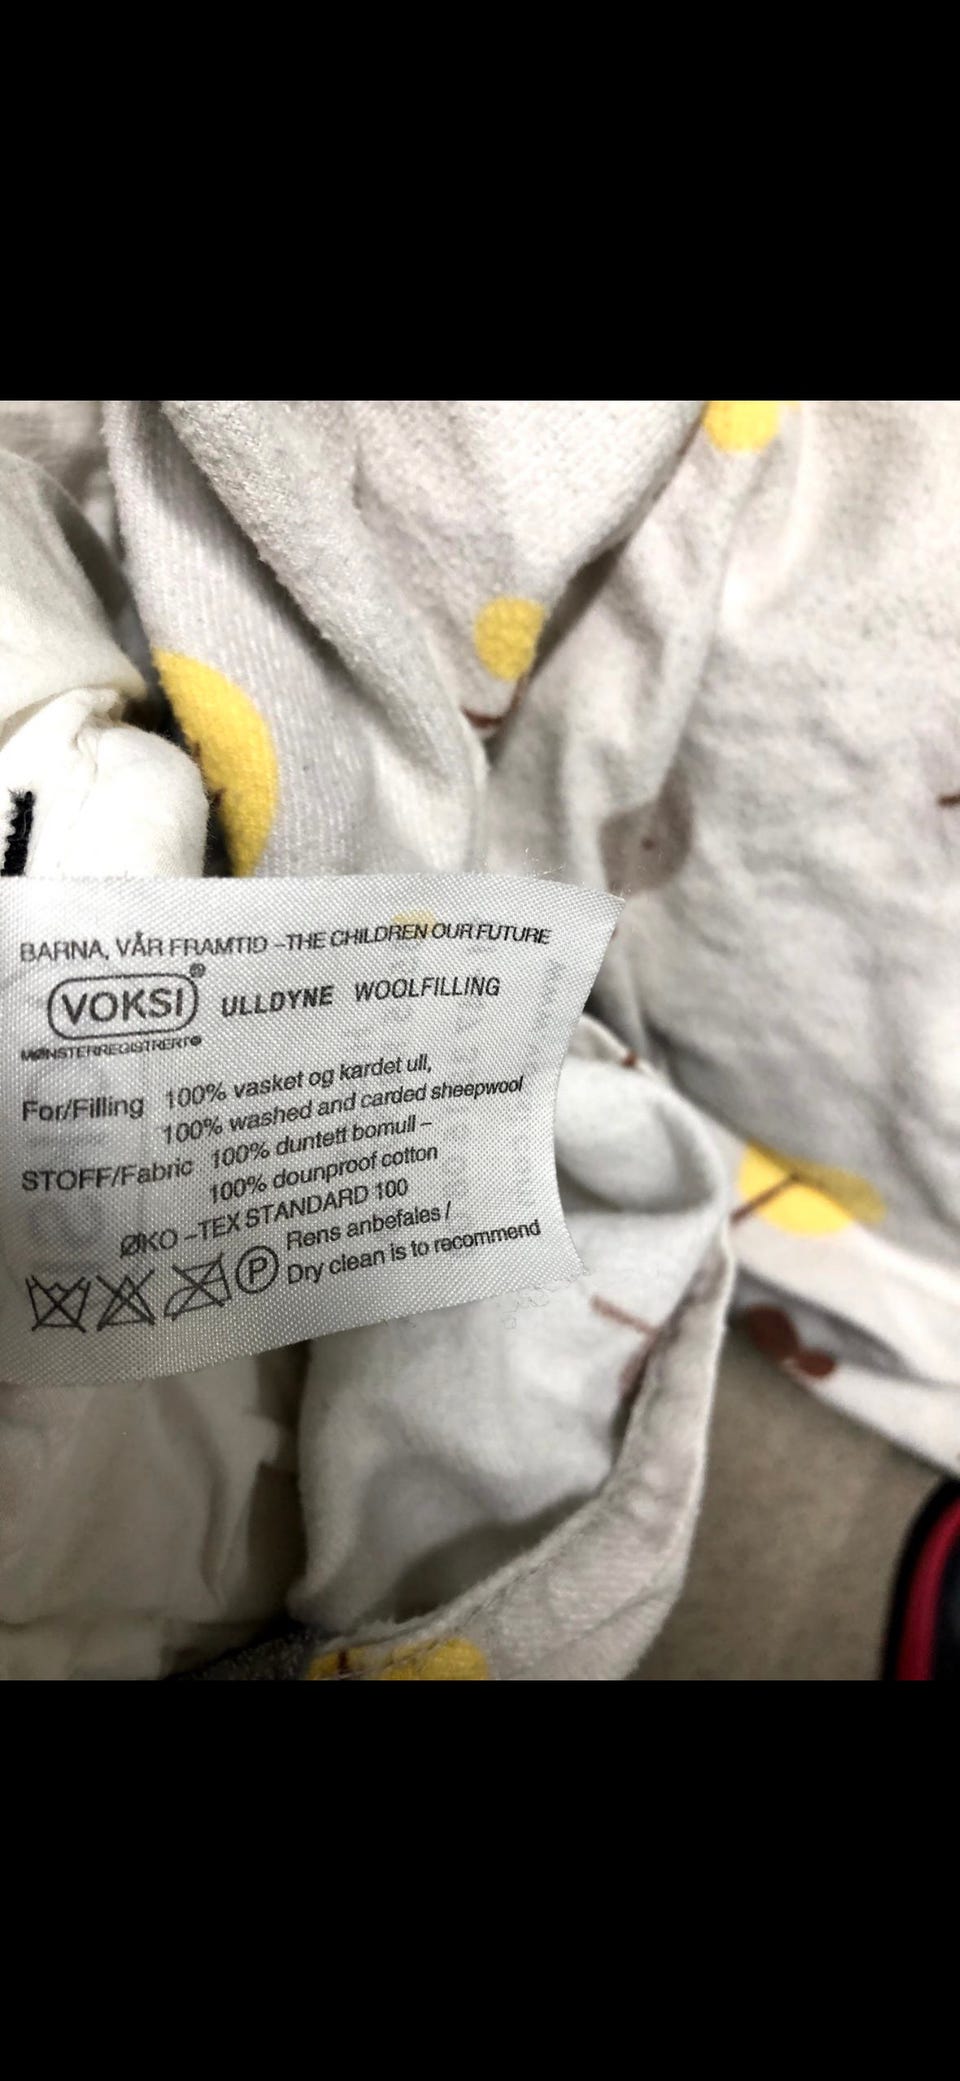 BARNA, VÅR FRAMTID –THE CHILDREN OUR FUTURE
VOKSI® ULLDYNE WOOLFILLING
MØNSTERREGISTRERT®
For/Filling 100% vasket og kardet ull,
100% washed and carded sheepwool
STOFF/Fabric 100% duntett bomull –
100% dounproof cotton
ØKO –TEX STANDARD 100
Rens anbefales /
P Dry clean is to recommend